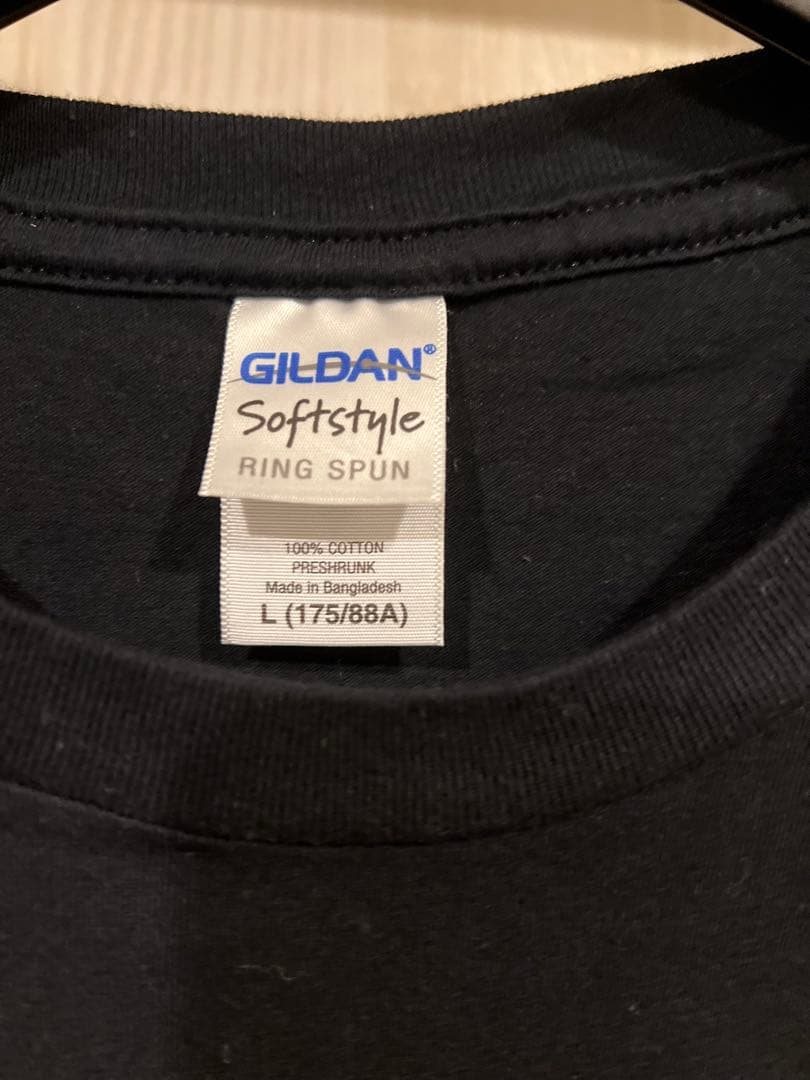 GILDAN®
Softstyle
RING SPUN
100% COTTON
PRESHRUNK
Made in Bangladesh
L (175/88A)